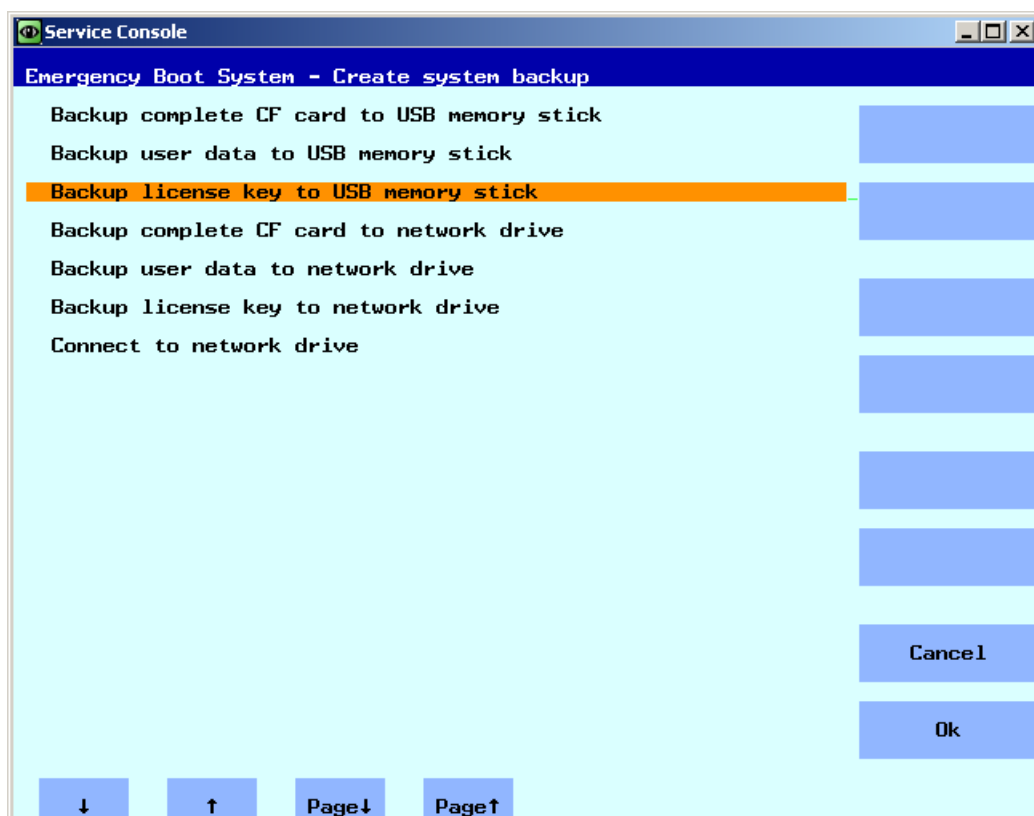 Service Console
Emergency Boot System - Create system backup
Backup complete CF card to USB memory stick
Backup user data to USB memory stick
Backup license key to USB memory stick
Backup complete CF card to network drive
Backup user data to network drive
Backup license key to network drive
Connect to network drive
Cancel
Ok
↓ ↑ Page↓ Page↑